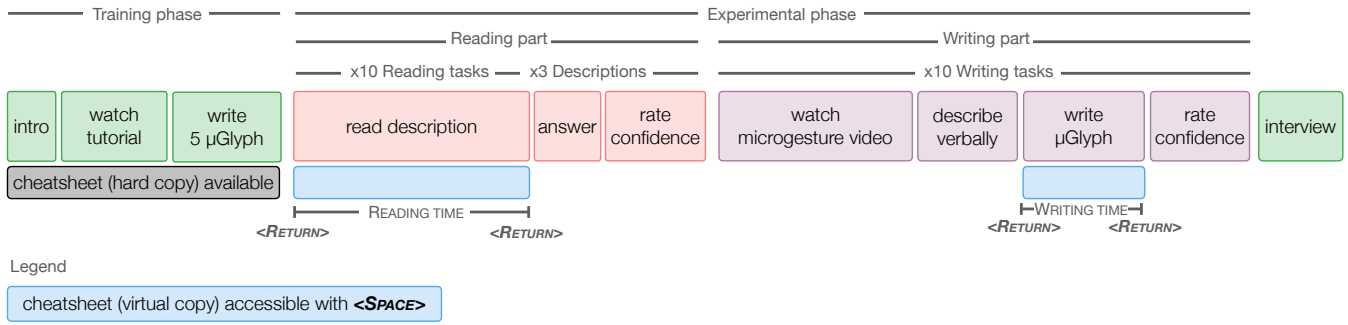 Training phase
Experimental phase
Reading part
Writing part
x10 Reading tasks
x3 Descriptions
x10 Writing tasks
intro
watch
tutorial
write
5 μGlyph
read description
answer
rate
confidence
watch
microgesture video
describe
verbally
write
μGlyph
rate
confidence
interview
cheatsheet (hard copy) available
READING TIME
WRITING TIME
<RETURN>
<RETURN>
<RETURN>
<RETURN>
Legend
cheatsheet (virtual copy) accessible with <SPACE>